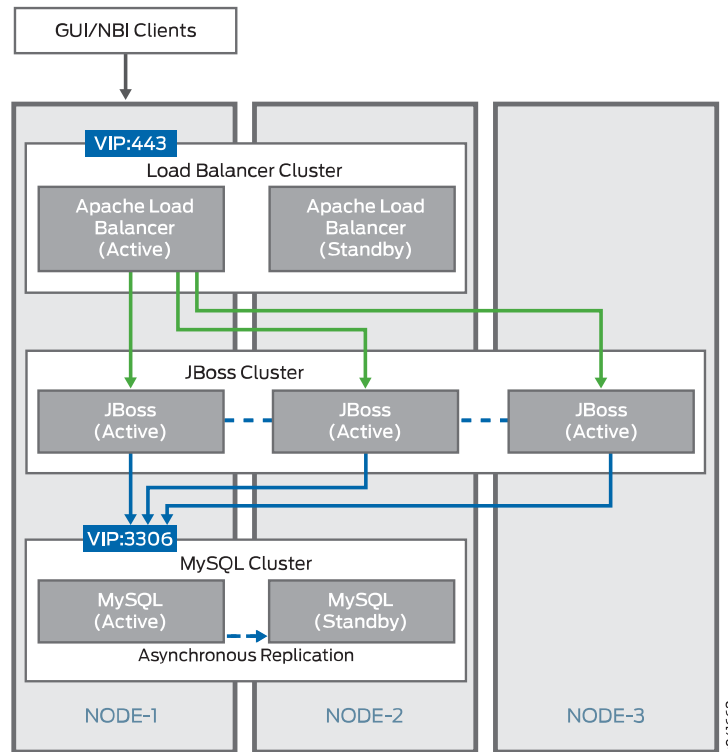 GUI/NBI Clients
VIP:443
Load Balancer Cluster
Apache Load
Balancer
(Active)
Apache Load
Balancer
(Standby)
JBoss Cluster
JBoss
(Active)
JBoss
(Active)
JBoss
(Active)
VIP:3306
MySQL Cluster
MySQL
(Active)
MySQL
(Standby)
Asynchronous Replication
NODE-1
NODE-2
NODE-3